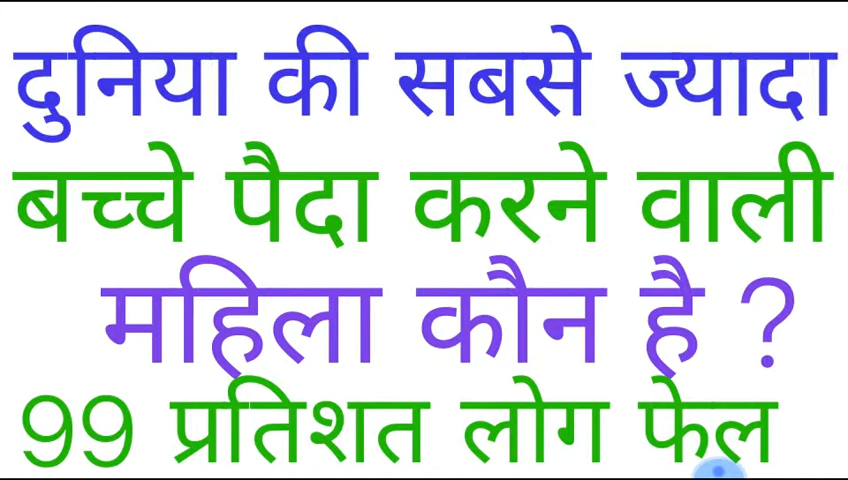 दुनिया की सबसे ज्यादा
बच्चे पैदा करने वाली
महिला कौन है ?
99 प्रतिशत लोग फेल